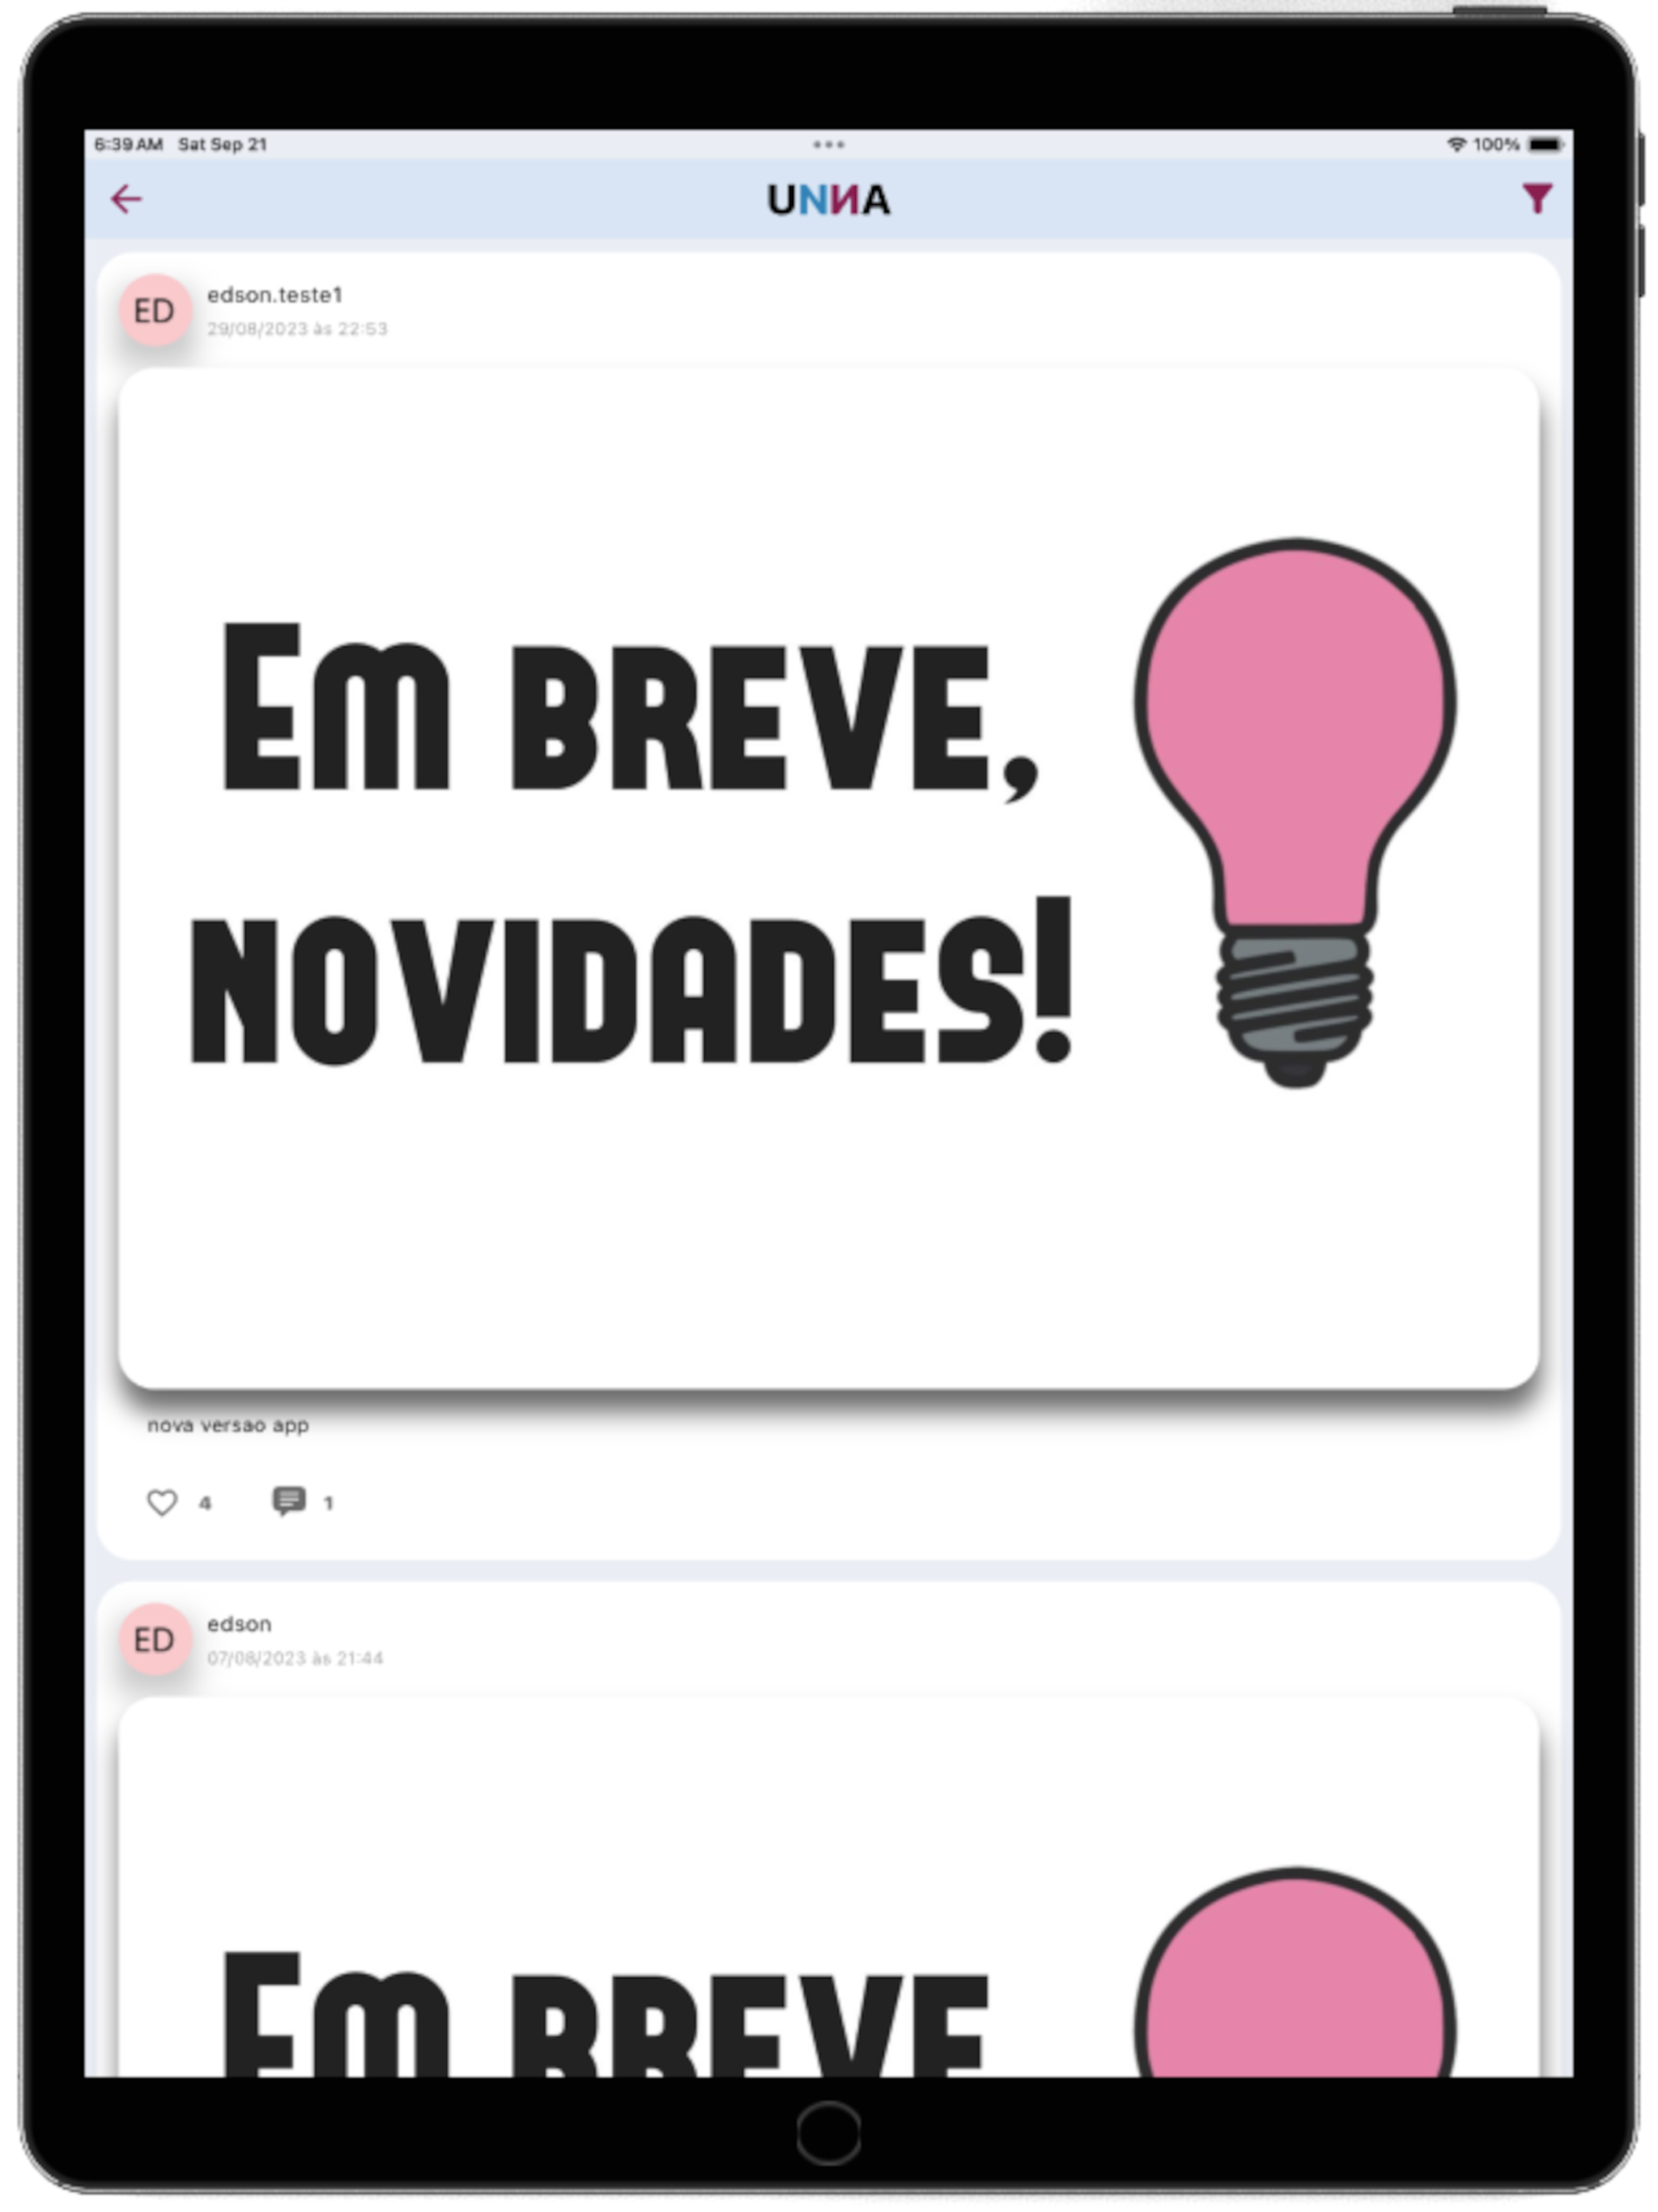 6:39 AM Sat Sep 21 100%
UNИA
ED edson.teste1
29/08/2023 às 22:53
EM BREVE,
NOVIDADES!
nova versao app
4 1
ED edson
07/08/2023 às 21:44
EM BREVE